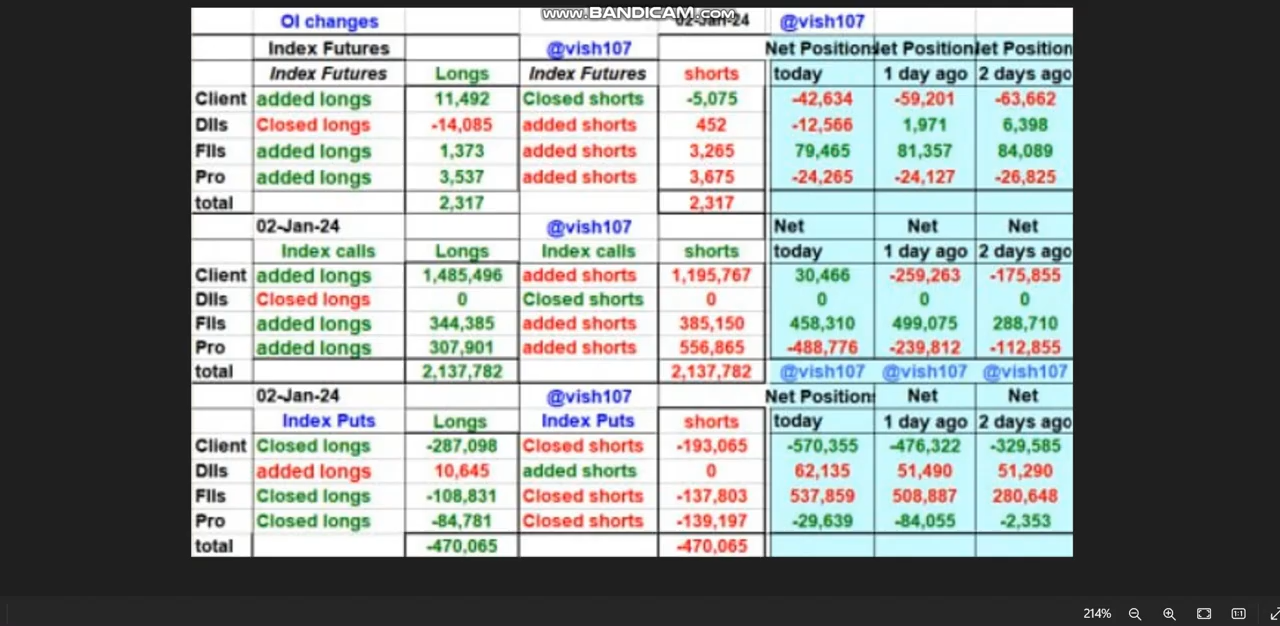 www.BANDICAM.com
OI changes 02-Jan-24 @vish107
Index Futures @vish107 Net Positions Net Position Net Position
Index Futures Longs Index Futures shorts today 1 day ago 2 days ago
Client added longs 11,492 Closed shorts -5,075 -42,634 -59,201 -63,662
DIIs Closed longs -14,085 added shorts 452 -12,566 1,971 6,398
FIIs added longs 1,373 added shorts 3,265 79,465 81,357 84,089
Pro added longs 3,537 added shorts 3,675 -24,265 -24,127 -26,825
total 2,317 2,317
02-Jan-24 @vish107 Net Net Net
Index calls Longs Index calls shorts today 1 day ago 2 days ago
Client added longs 1,485,496 added shorts 1,195,767 30,466 -259,263 -175,855
DIIs Closed longs 0 Closed shorts 0 0 0 0
FIIs added longs 344,385 added shorts 385,150 458,310 499,075 288,710
Pro added longs 307,901 added shorts 556,865 -488,776 -239,812 -112,855
total 2,137,782 2,137,782 @vish107 @vish107 @vish107
02-Jan-24 @vish107 Net Positions Net Net
Index Puts Longs Index Puts shorts today 1 day ago 2 days ago
Client Closed longs -287,098 Closed shorts -193,065 -570,355 -476,322 -329,585
DIIs added longs 10,645 added shorts 0 62,135 51,490 51,290
FIIs Closed longs -108,831 Closed shorts -137,803 537,859 508,887 280,648
Pro Closed longs -84,781 Closed shorts -139,197 -29,639 -84,055 -2,353
total -470,065 -470,065
214% 1:1